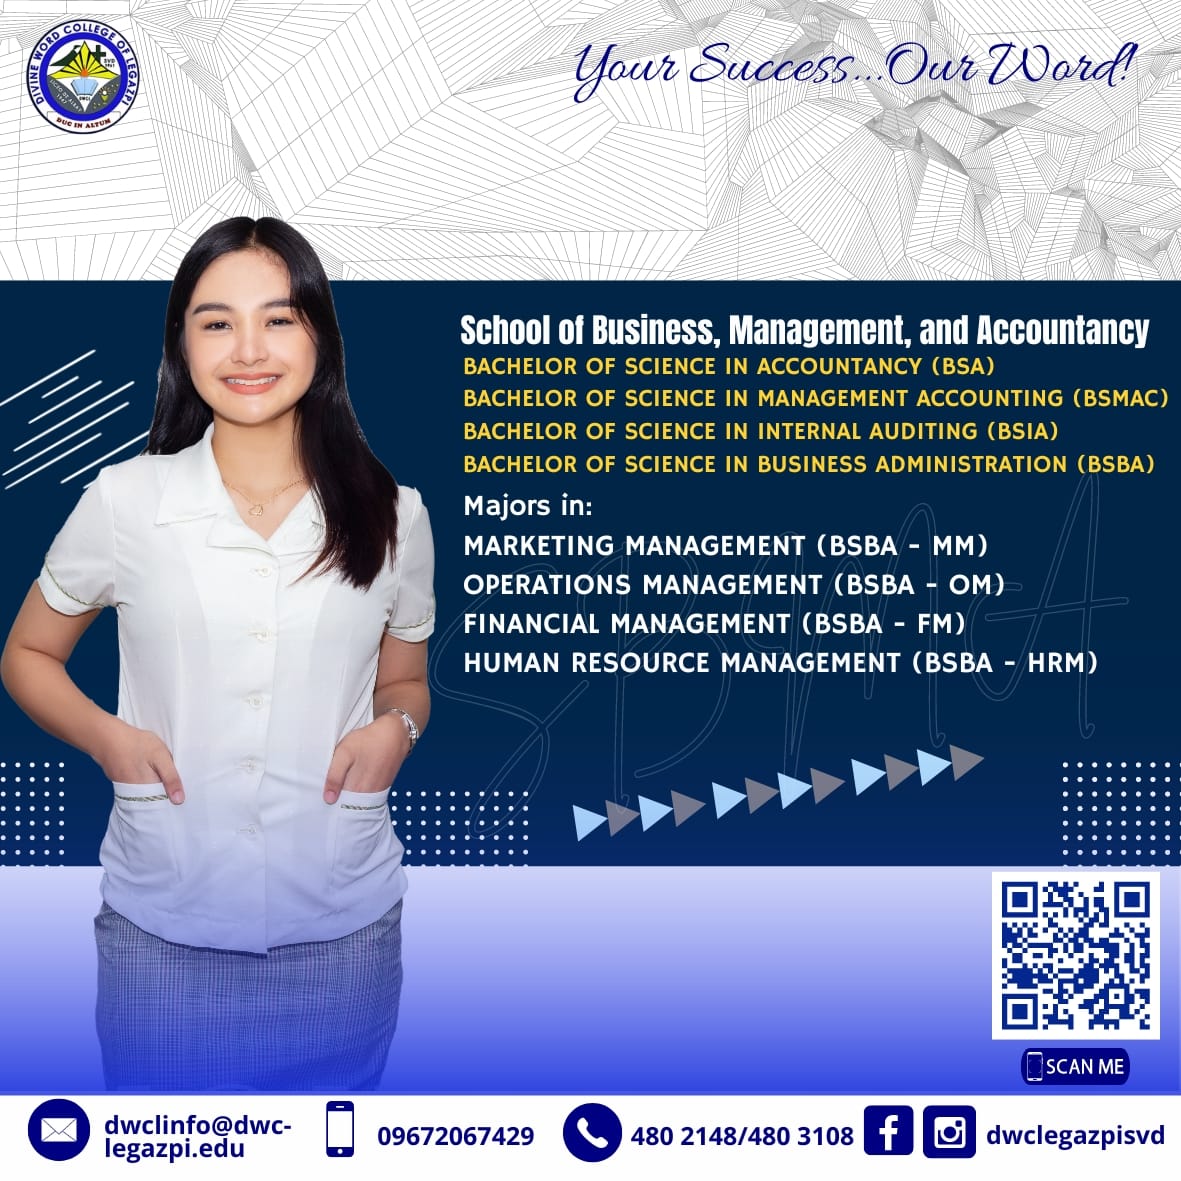 DIVINE WORD COLLEGE OF LEGAZPI
SVD
1961
DWCL
1947
DUC IN ALTUM
Your Success...Our Word!
School of Business, Management, and Accountancy
BACHELOR OF SCIENCE IN ACCOUNTANCY (BSA)
BACHELOR OF SCIENCE IN MANAGEMENT ACCOUNTING (BSMAC)
BACHELOR OF SCIENCE IN INTERNAL AUDITING (BSIA)
BACHELOR OF SCIENCE IN BUSINESS ADMINISTRATION (BSBA)
Majors in:
MARKETING MANAGEMENT (BSBA - MM)
OPERATIONS MANAGEMENT (BSBA - OM)
FINANCIAL MANAGEMENT (BSBA - FM)
HUMAN RESOURCE MANAGEMENT (BSBA - HRM)
SBMA
SCAN ME
dwclinfo@dwc-
legazpi.edu
09672067429
480 2148/480 3108
dwclegazpisvd